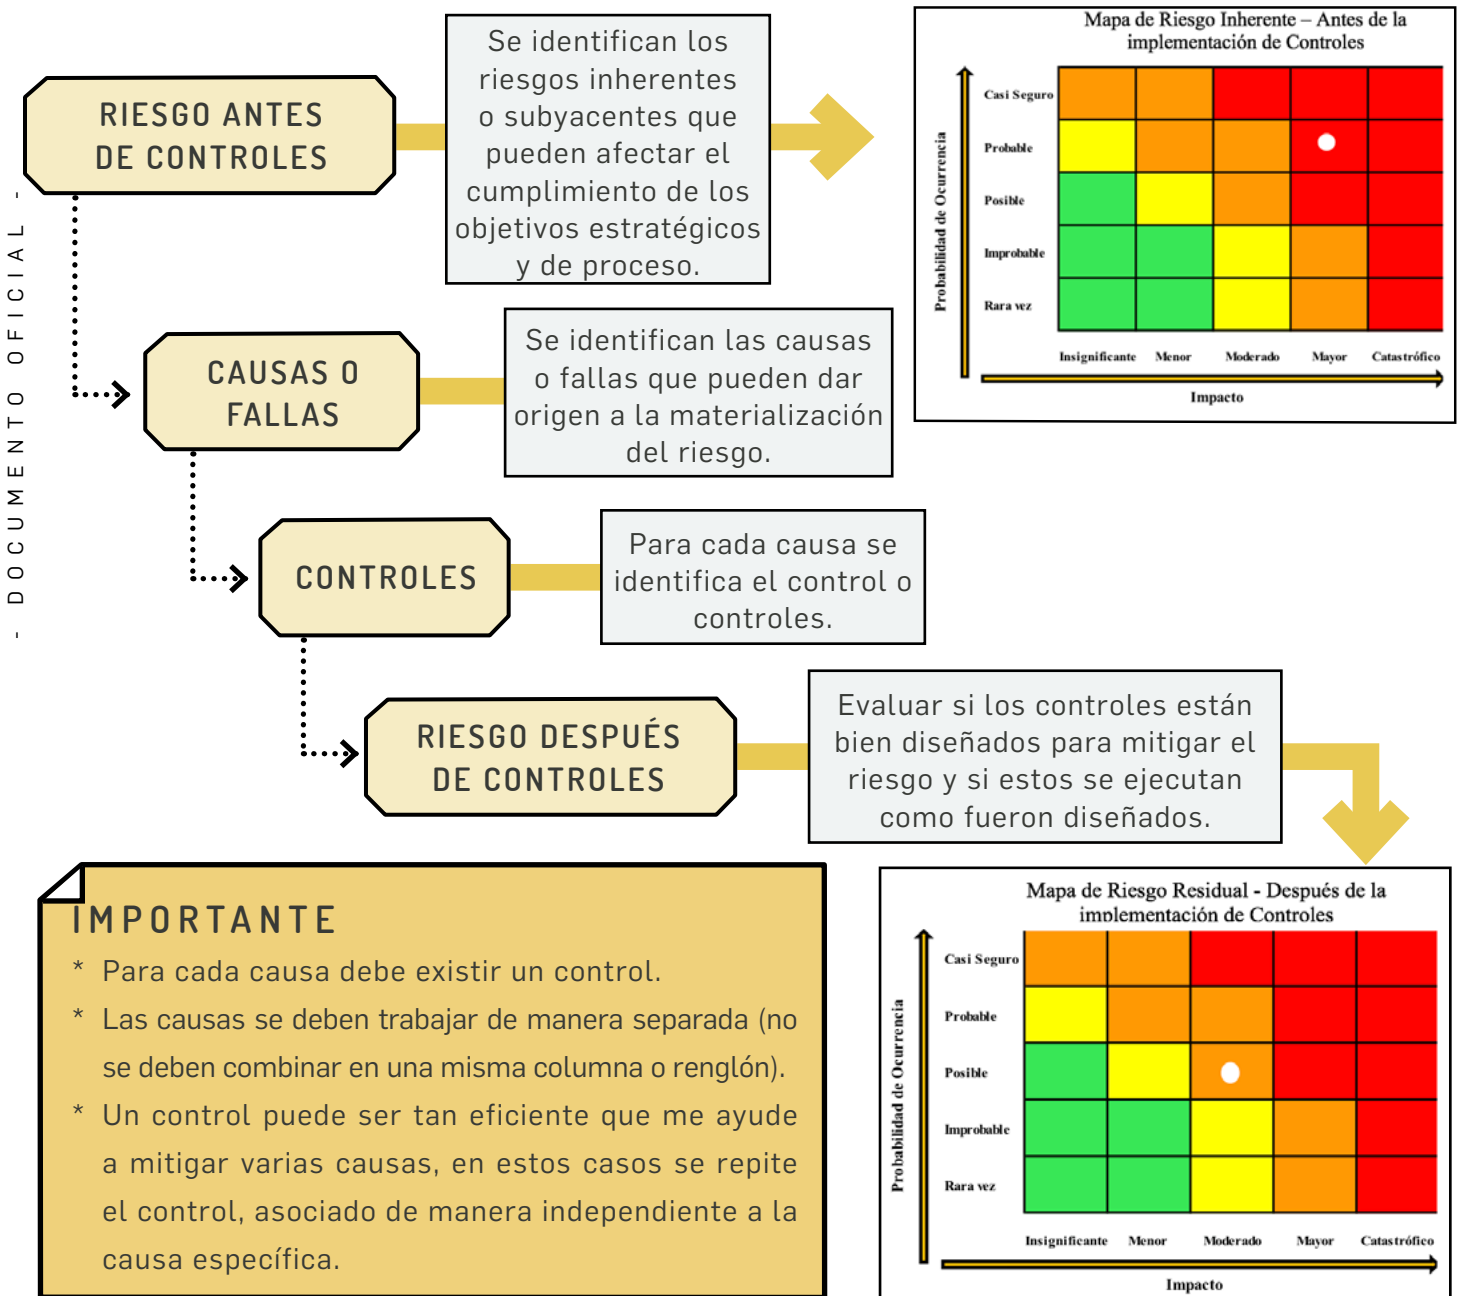 - DOCUMENTO OFICIAL -
RIESGO ANTES
DE CONTROLES
Se identifican los
riesgos inherentes
o subyacentes que
pueden afectar el
cumplimiento de los
objetivos estratégicos
y de proceso.
Mapa de Riesgo Inherente – Antes de la
implementación de Controles
Probabilidad de Ocurrencia
Casi Seguro
Probable
Posible
Improbable
Rara vez
Insignificante Menor Moderado Mayor Catastrófico
Impacto
CAUSAS O
FALLAS
Se identifican las causas
o fallas que pueden dar
origen a la materialización
del riesgo.
CONTROLES
Para cada causa se
identifica el control o
controles.
RIESGO DESPUÉS
DE CONTROLES
Evaluar si los controles están
bien diseñados para mitigar el
riesgo y si estos se ejecutan
como fueron diseñados.
IMPORTANTE
* Para cada causa debe existir un control.
* Las causas se deben trabajar de manera separada (no
se deben combinar en una misma columna o renglón).
* Un control puede ser tan eficiente que me ayude
a mitigar varias causas, en estos casos se repite
el control, asociado de manera independiente a la
causa específica.
Mapa de Riesgo Residual - Después de la
implementación de Controles
Probabilidad de Ocurrencia
Casi Seguro
Probable
Posible
Improbable
Rara vez
Insignificante Menor Moderado Mayor Catastrófico
Impacto